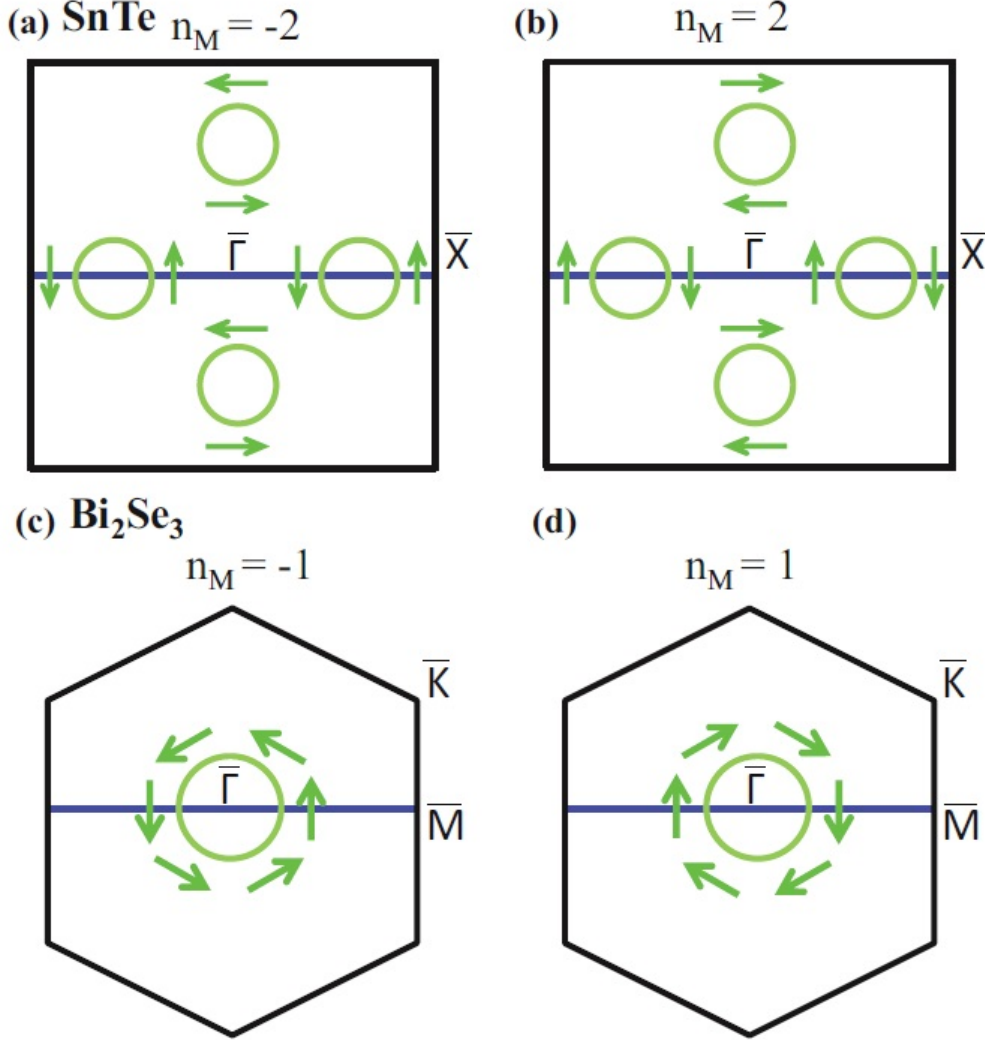 (a) SnTe n_M = -2
(b) n_M = 2
Γ̅ X̅
Γ̅ X̅
(c) Bi₂Se₃
(d)
n_M = -1
n_M = 1
K̅
K̅
Γ̅
Γ̅
M̅
M̅